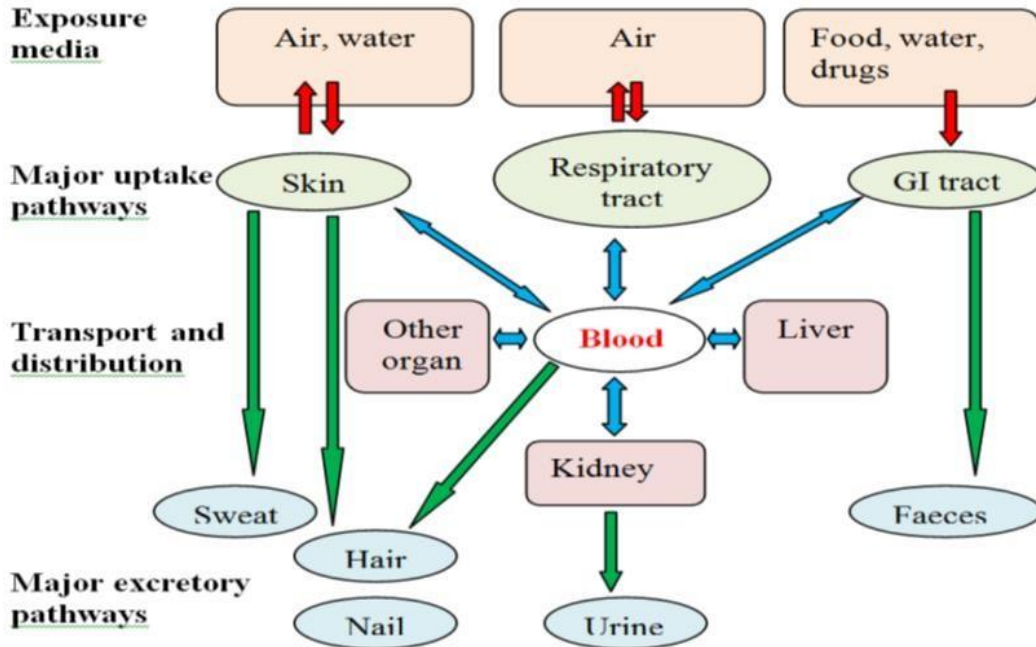 Exposure
media
Air, water
Air
Food, water,
drugs
Major uptake
pathways
Skin
Respiratory
tract
GI tract
Transport and
distribution
Other
organ
Blood
Liver
Kidney
Sweat
Faeces
Hair
Major excretory
pathways
Nail
Urine